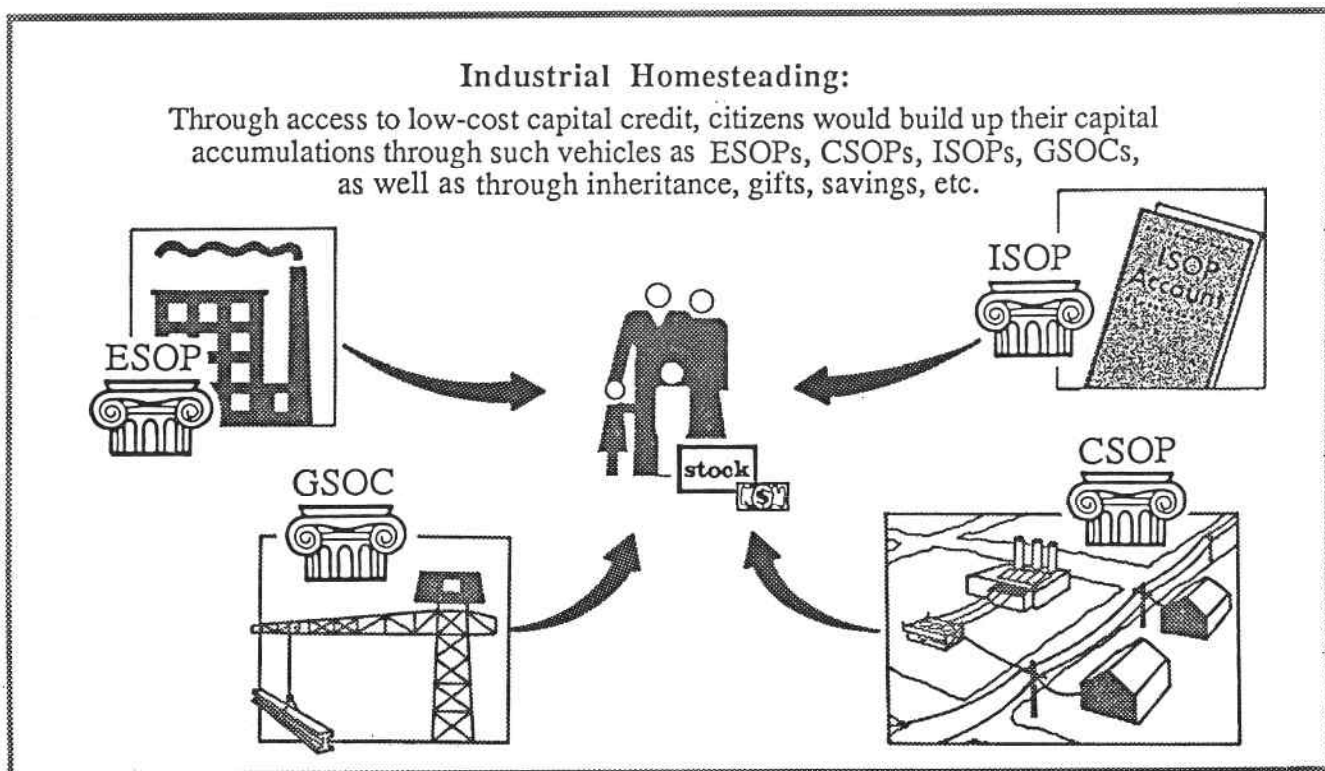 Industrial Homesteading:
Through access to low-cost capital credit, citizens would build up their capital
accumulations through such vehicles as ESOPs, CSOPs, ISOPs, GSOCs,
as well as through inheritance, gifts, savings, etc.
ISOP
ISOP
Account
ESOP
stock
$
CSOP
GSOC